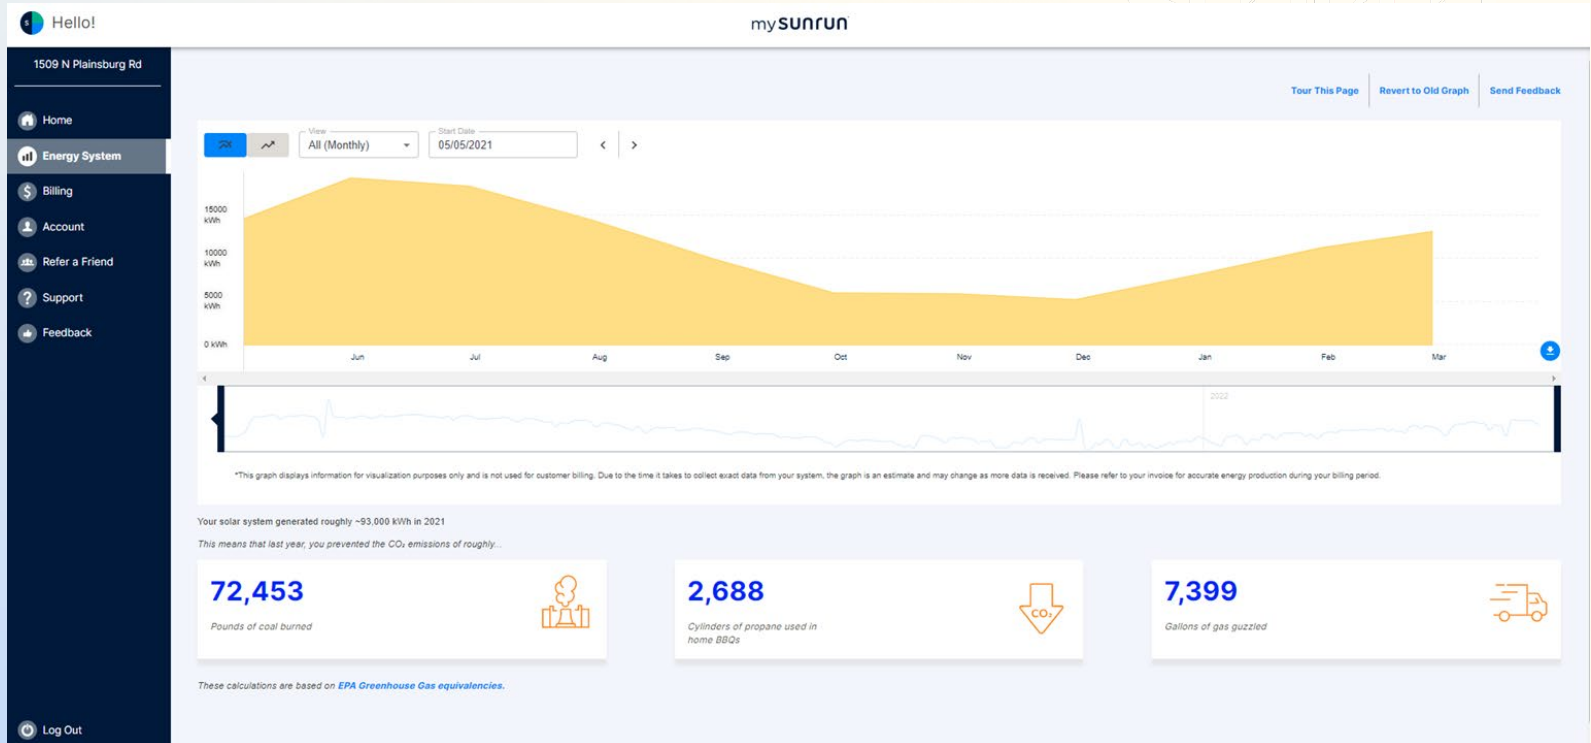 Hello!
mysunrun
1509 N Plainsburg Rd
Home
Energy System
Billing
Account
Refer a Friend
Support
Feedback
Log Out
Tour This Page
Revert to Old Graph
Send Feedback
View
All (Monthly)
Start Date
05/05/2021
15000
kWh
10000
kWh
5000
kWh
0 kWh
Jun Jul Aug Sep Oct Nov Dec Jan Feb Mar
2022
*This graph displays information for visualization purposes only and is not used for customer billing. Due to the time it takes to collect exact data from your system, the graph is an estimate and may change as more data is received. Please refer to your invoice for accurate energy production during your billing period.
Your solar system generated roughly ~93,000 kWh in 2021
This means that last year, you prevented the CO₂ emissions of roughly...
72,453
Pounds of coal burned
2,688
Cylinders of propane used in
home BBQs
CO₂
7,399
Gallons of gas guzzled
These calculations are based on EPA Greenhouse Gas equivalencies.